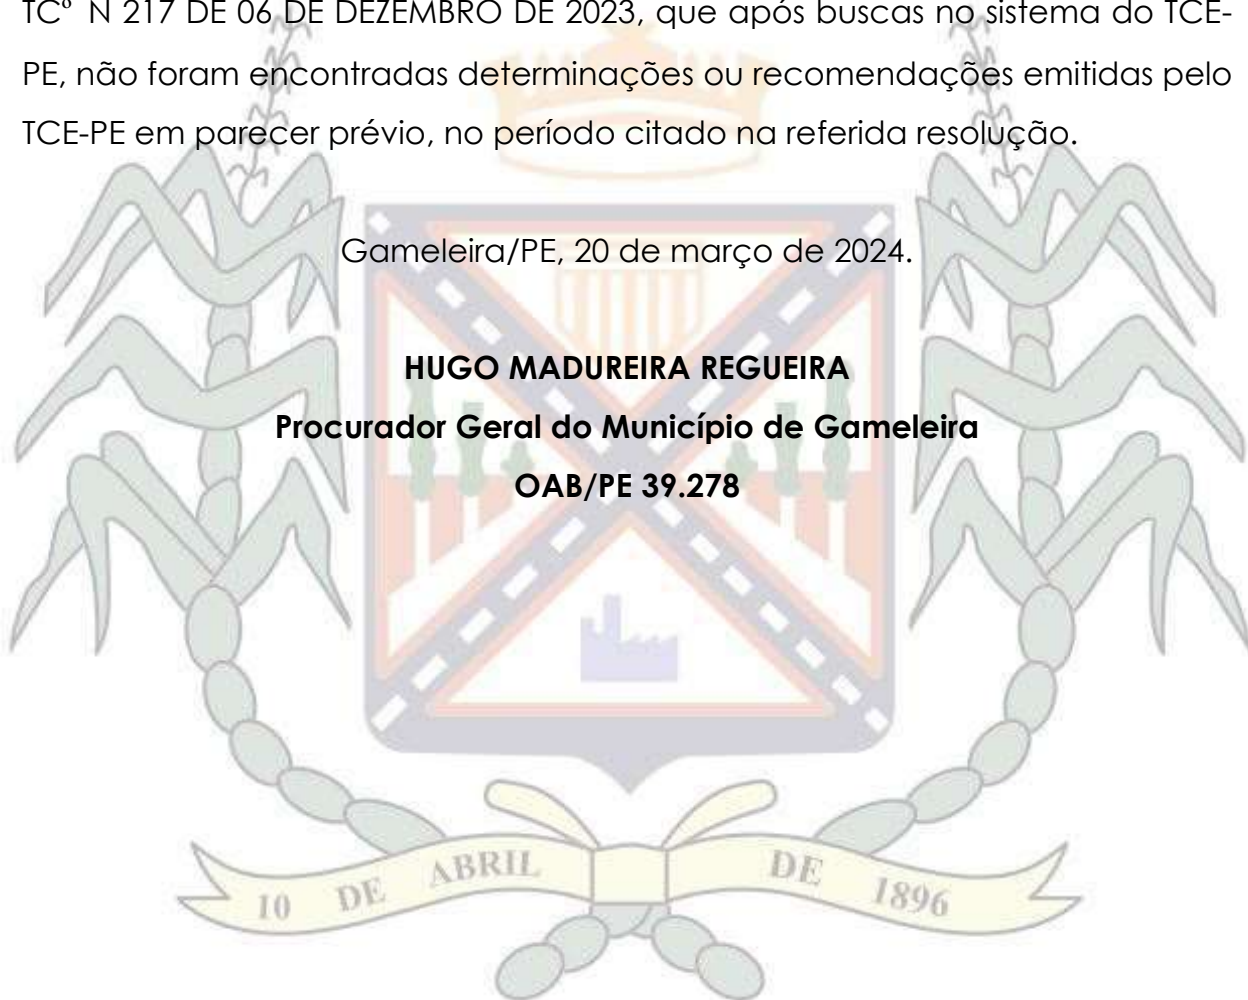 TCº N 217 DE 06 DE DEZEMBRO DE 2023, que após buscas no sistema do TCE-
PE, não foram encontradas determinações ou recomendações emitidas pelo
TCE-PE em parecer prévio, no período citado na referida resolução.
Gameleira/PE, 20 de março de 2024.
HUGO MADUREIRA REGUEIRA
Procurador Geral do Município de Gameleira
OAB/PE 39.278
10 DE ABRIL DE 1896